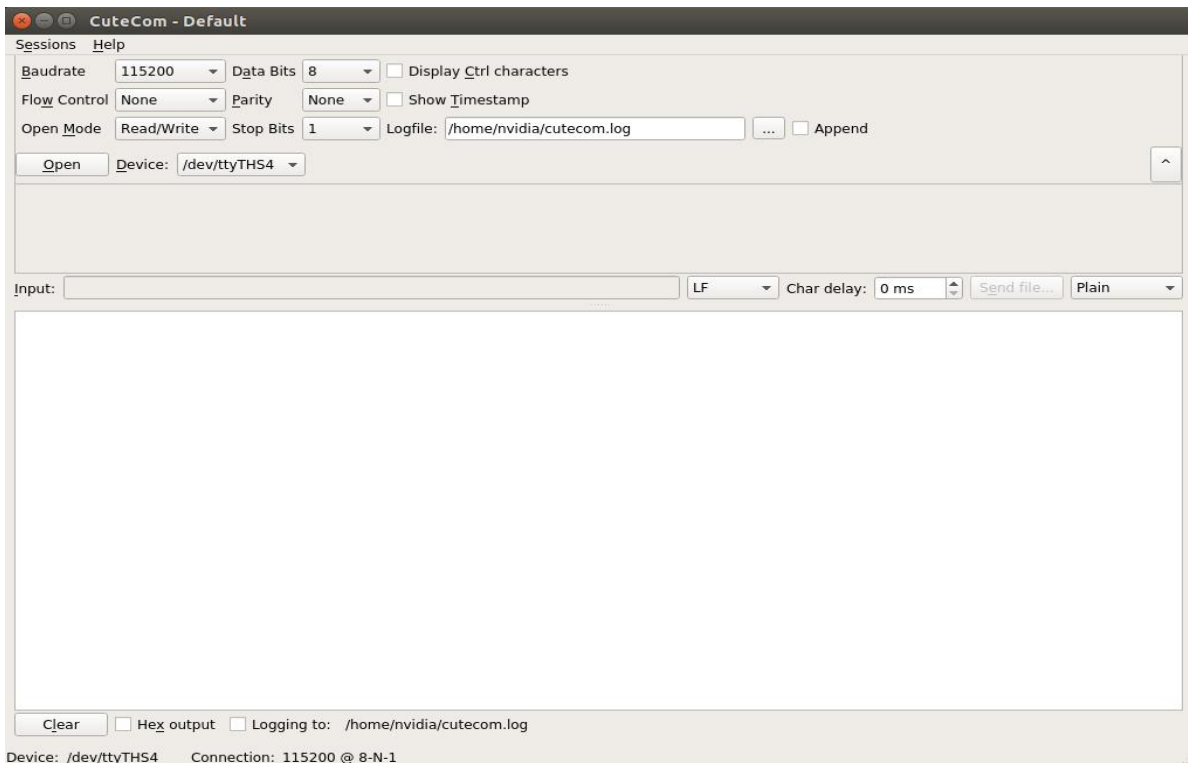 CuteCom - Default
Sessions Help
Baudrate 115200 Data Bits 8 Display Ctrl characters
Flow Control None Parity None Show Timestamp
Open Mode Read/Write Stop Bits 1 Logfile: /home/nvidia/cutecom.log ... Append
Open Device: /dev/ttyTHS4 ^
Input: LF Char delay: 0 ms Send file... Plain
Clear Hex output Logging to: /home/nvidia/cutecom.log
Device: /dev/ttyTHS4 Connection: 115200 @ 8-N-1